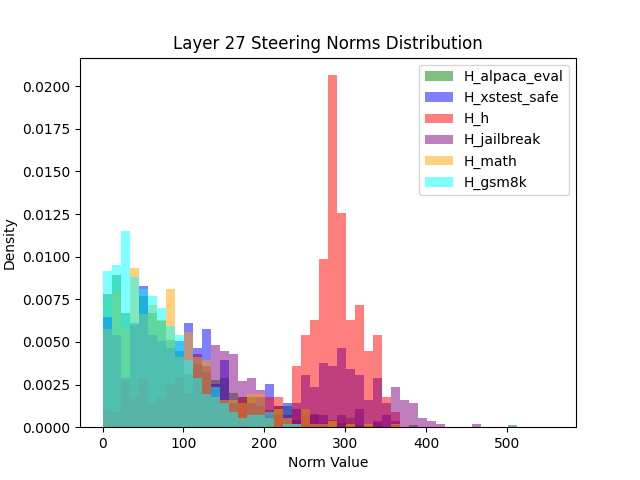 Layer 27 Steering Norms Distribution
0.0200
0.0175
0.0150
0.0125
0.0100
0.0075
0.0050
0.0025
0.0000
Density
H_alpaca_eval
H_xstest_safe
H_h
H_jailbreak
H_math
H_gsm8k
0
100
200
300
400
500
Norm Value